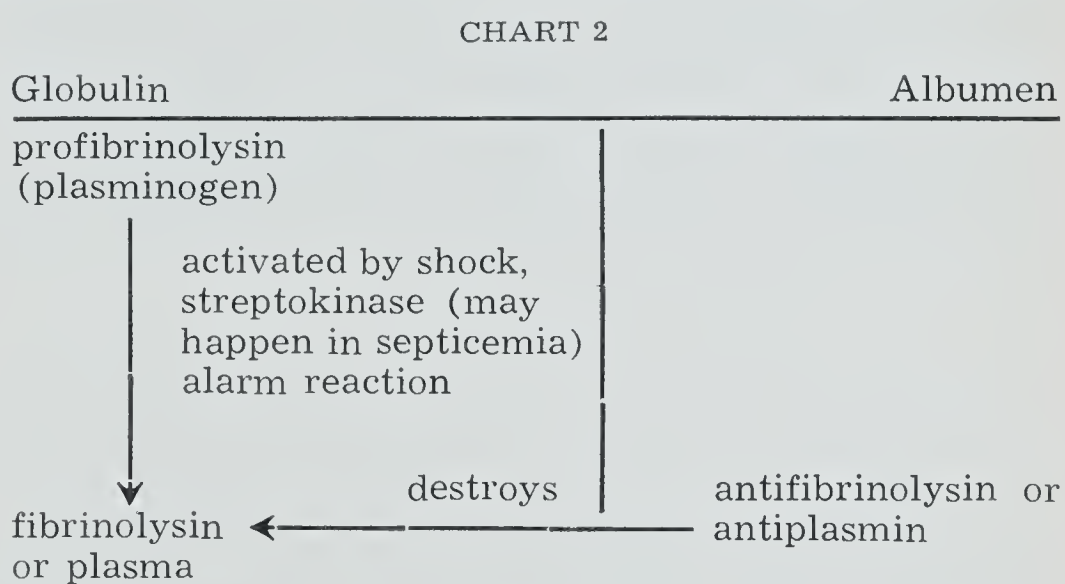 CHART 2
Globulin Albumen
profibrinolysin
(plasminogen)
activated by shock,
streptokinase (may
happen in septicemia)
alarm reaction
destroys
antifibrinolysin or
antiplasmin
fibrinolysin
or plasma